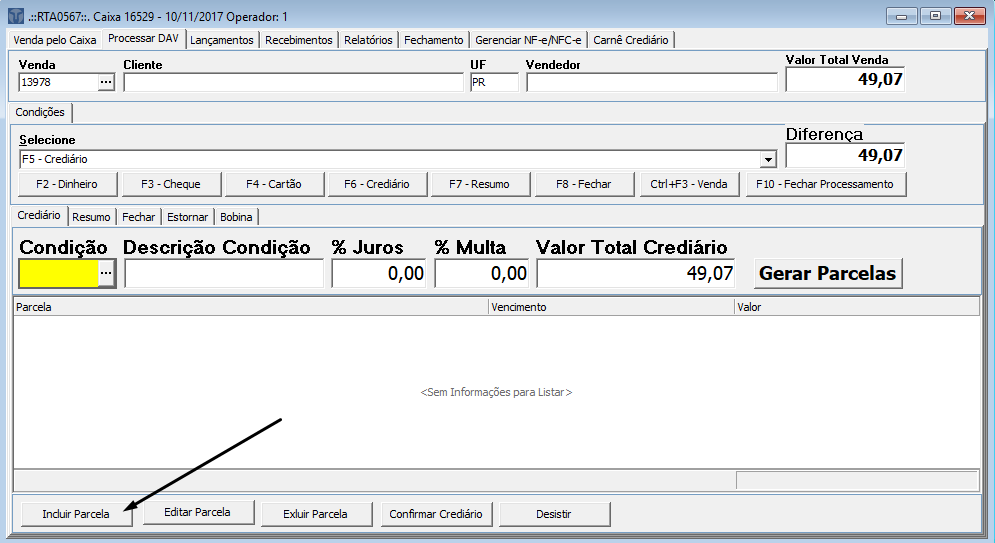 .::RTA0567::. Caixa 16529 - 10/11/2017 Operador: 1
Venda pelo Caixa Processar DAV Lançamentos Recebimentos Relatórios Fechamento Gerenciar NF-e/NFC-e Carnê Crediário
Venda Cliente UF Vendedor Valor Total Venda
13978 ... PR 49,07
Condições
Selecione Diferença
F5 - Crediário 49,07
F2 - Dinheiro F3 - Cheque F4 - Cartão F6 - Crediário F7 - Resumo F8 - Fechar Ctrl+F3 - Venda F10 - Fechar Processamento
Crediário Resumo Fechar Estornar Bobina
Condição Descrição Condição % Juros % Multa Valor Total Crediário
... 0,00 0,00 49,07 Gerar Parcelas
Parcela Vencimento Valor
<Sem Informações para Listar>
Incluir Parcela Editar Parcela Exluir Parcela Confirmar Crediário Desistir